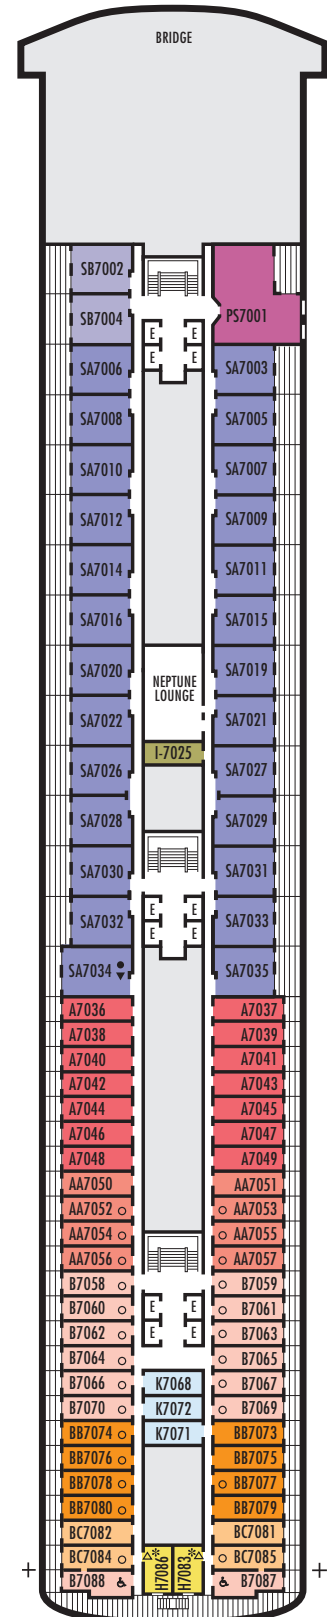 BRIDGE
SB7002
SB7004
E E
PS7001
E E
SA7006 SA7003
SA7008 SA7005
SA7010 SA7007
SA7012 SA7009
SA7014 SA7011
SA7016 SA7015
SA7020 SA7019
NEPTUNE
LOUNGE
SA7022 SA7021
I-7025
SA7026 SA7027
SA7028 SA7029
SA7030 SA7031
E E
SA7032 SA7033
E E
SA7034 SA7035
A7036 A7037
A7038 A7039
A7040 A7041
A7042 A7043
A7044 A7045
A7046 A7047
A7048 A7049
AA7050 AA7051
AA7052 AA7053
AA7054 AA7055
AA7056 AA7057
B7058 B7059
B7060 E E B7061
B7062 E E B7063
B7064 B7065
B7066 K7068 B7067
B7070 K7072 B7069
BB7074 K7071 BB7073
BB7076 BB7075
BB7078 BB7077
BB7080 BB7079
BC7082 BC7081
BC7084 BC7085
H7086 H7083
B7088 B7087